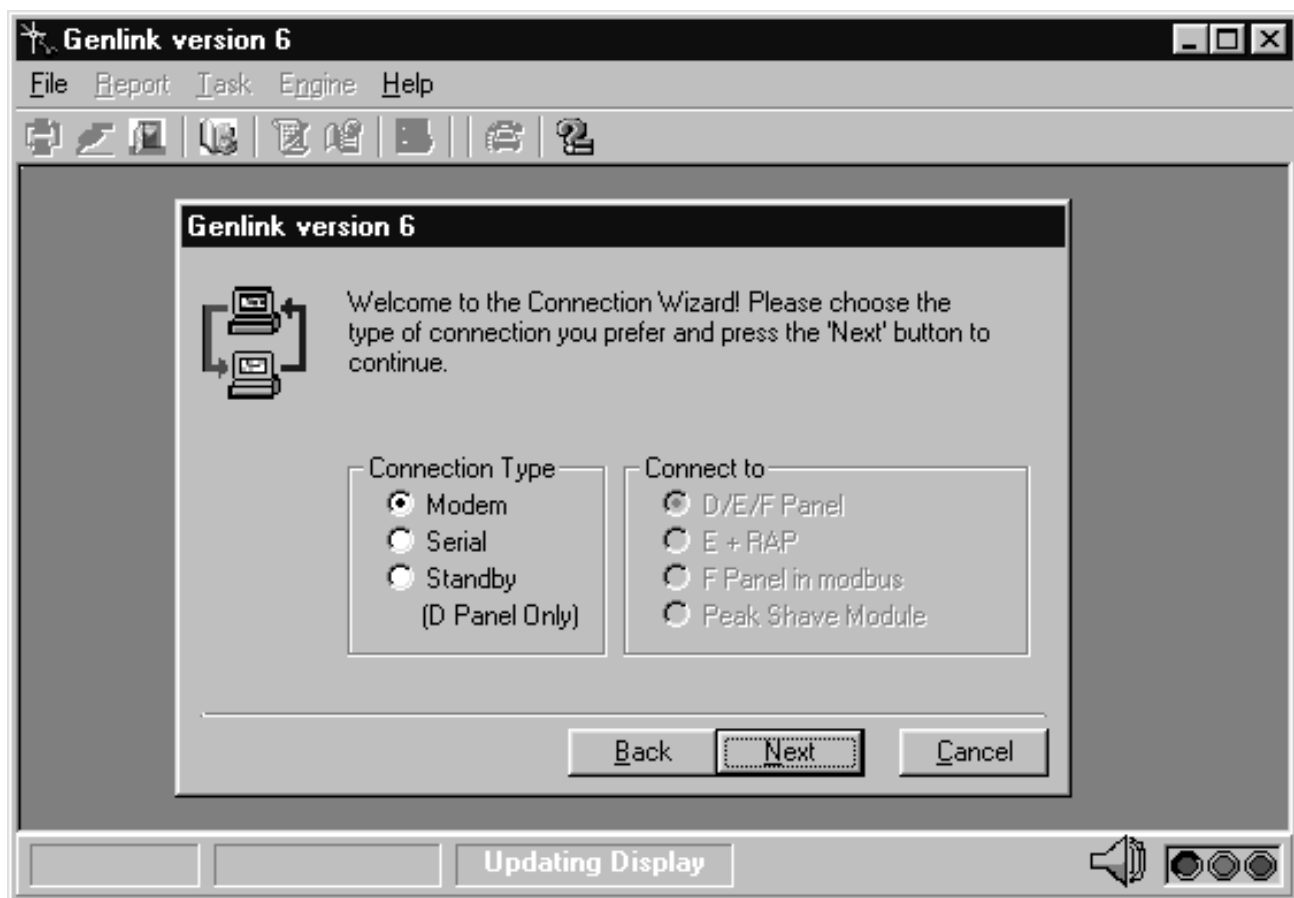 Genlink version 6
File Report Task Engine Help
Genlink version 6
Welcome to the Connection Wizard! Please choose the
type of connection you prefer and press the 'Next' button to
continue.
Connection Type
Modem
Serial
Standby
(D Panel Only)
Connect to
D/E/F Panel
E + RAP
F Panel in modbus
Peak Shave Module
Back Next Cancel
Updating Display